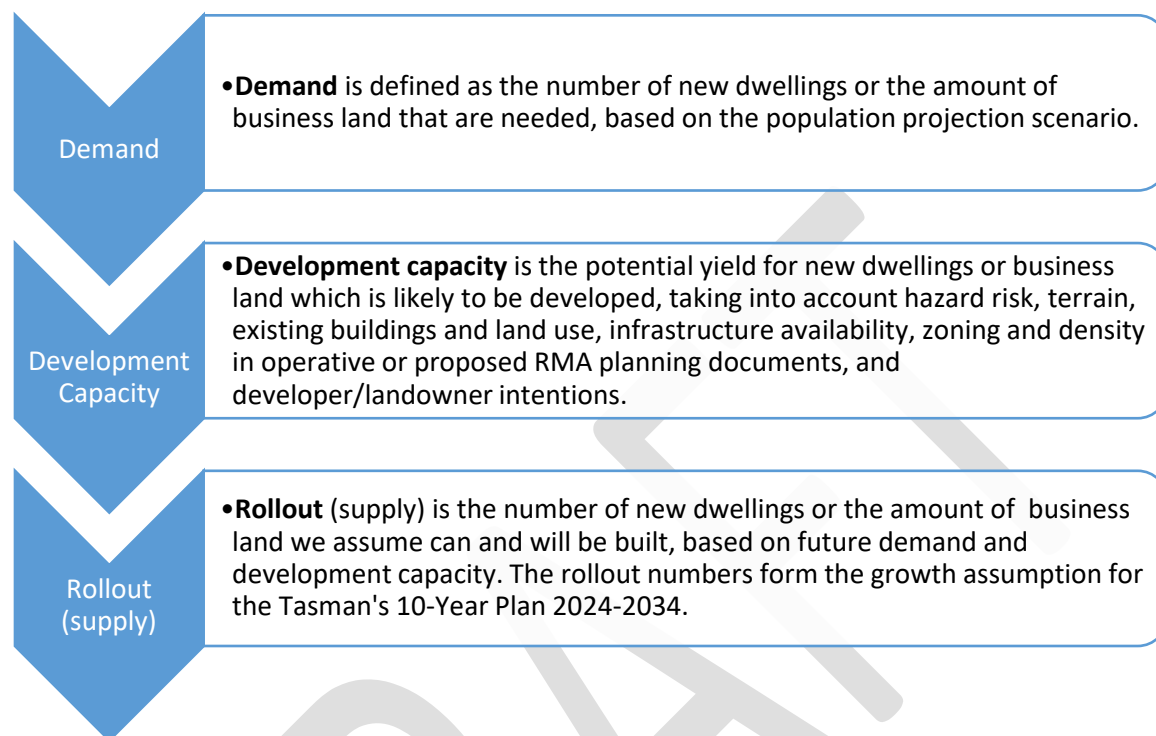 Demand
•Demand is defined as the number of new dwellings or the amount of
business land that are needed, based on the population projection scenario.
Development
Capacity
•Development capacity is the potential yield for new dwellings or business
land which is likely to be developed, taking into account hazard risk, terrain,
existing buildings and land use, infrastructure availability, zoning and density
in operative or proposed RMA planning documents, and
developer/landowner intentions.
Rollout
(supply)
•Rollout (supply) is the number of new dwellings or the amount of  business
land we assume can and will be built, based on future demand and
development capacity. The rollout numbers form the growth assumption for
the Tasman's 10-Year Plan 2024-2034.